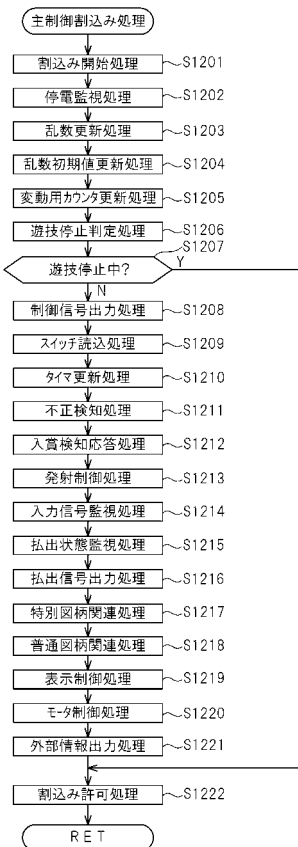 主制御割込み処理
割込み開始処理 S1201
停電監視処理 S1202
乱数更新処理 S1203
乱数初期値更新処理 S1204
変動用カウンタ更新処理 S1205
遊技停止判定処理 S1206
S1207
遊技停止中? Y
N
制御信号出力処理 S1208
スイッチ読込処理 S1209
タイマ更新処理 S1210
不正検知処理 S1211
入賞検知応答処理 S1212
発射制御処理 S1213
入力信号監視処理 S1214
払出状態監視処理 S1215
払出信号出力処理 S1216
特別図柄関連処理 S1217
普通図柄関連処理 S1218
表示制御処理 S1219
モータ制御処理 S1220
外部情報出力処理 S1221
割込み許可処理 S1222
RET